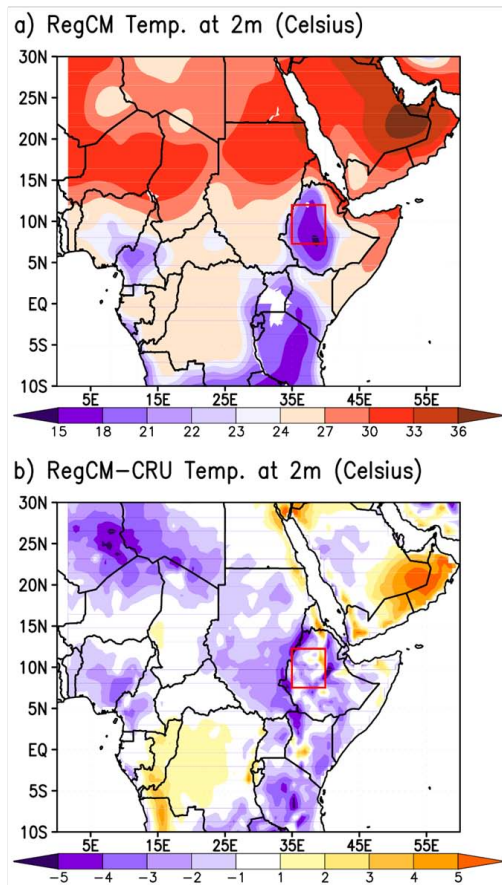 a) RegCM Temp. at 2m (Celsius)
30N
25N
20N
15N
10N
5N
EQ
5S
10S
5E 15E 25E 35E 45E 55E
15 18 21 22 23 24 27 30 33 36
b) RegCM-CRU Temp. at 2m (Celsius)
30N
25N
20N
15N
10N
5N
EQ
5S
10S
5E 15E 25E 35E 45E 55E
-5 -4 -3 -2 -1 1 2 3 4 5